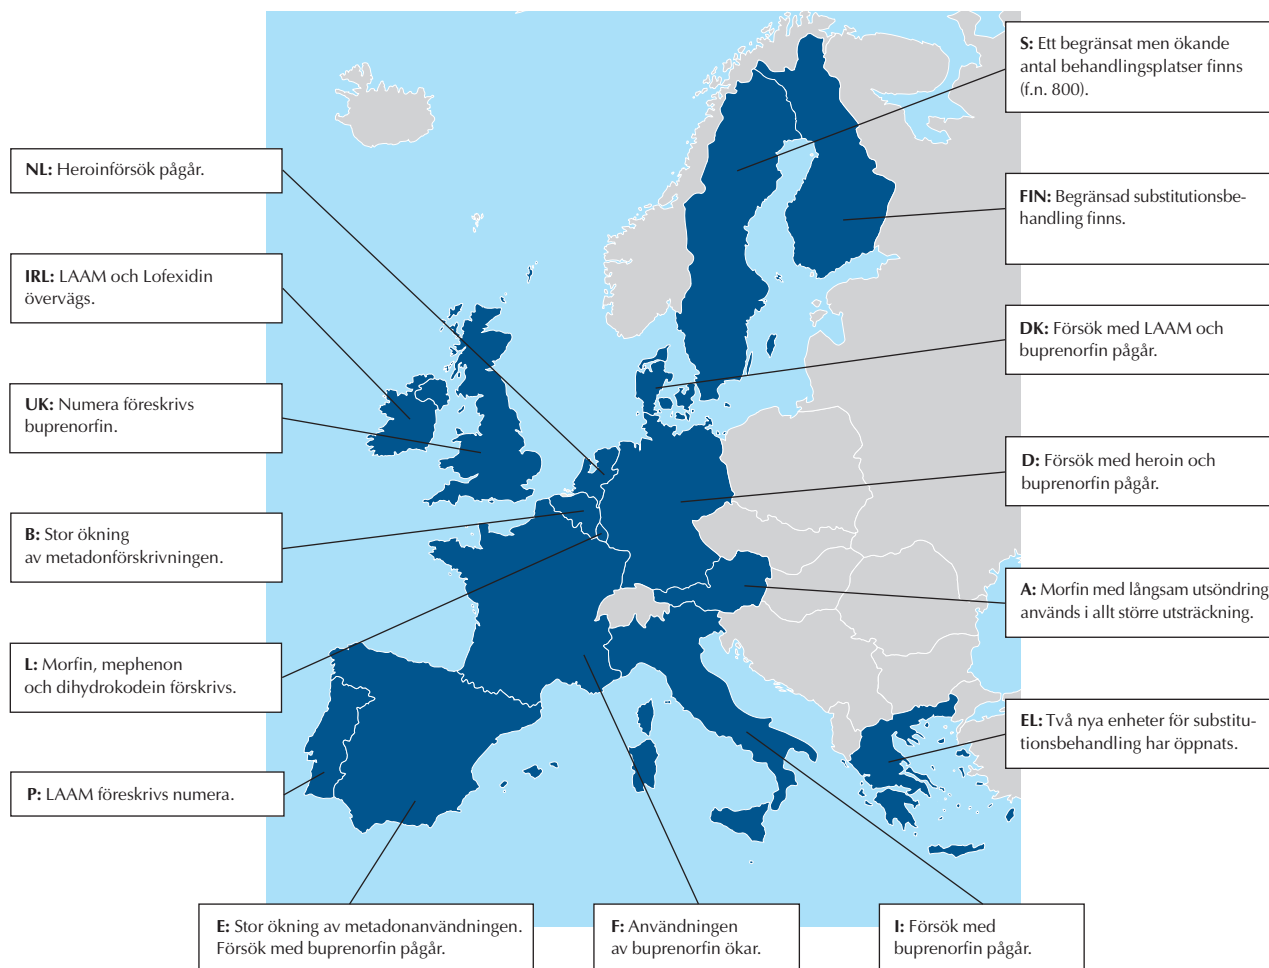 S: Ett begränsat men ökande
antal behandlingsplatser finns
(f.n. 800).
NL: Heroinförsök pågår.
FIN: Begränsad substitutionsbe-
handling finns.
IRL: LAAM och Lofexidin
övervägs.
DK: Försök med LAAM och
buprenorfin pågår.
UK: Numera föreskrivs
buprenorfin.
D: Försök med heroin och
buprenorfin pågår.
B: Stor ökning
av metadonförskrivningen.
A: Morfin med långsam utsöndring
används i allt större utsträckning.
L: Morfin, mephenon
och dihydrokodein förskrivs.
EL: Två nya enheter för substitu-
tionsbehandling har öppnats.
P: LAAM föreskrivs numera.
E: Stor ökning av metadonanvändningen.
Försök med buprenorfin pågår.
F: Användningen
av buprenorfin ökar.
I: Försök med
buprenorfin pågår.